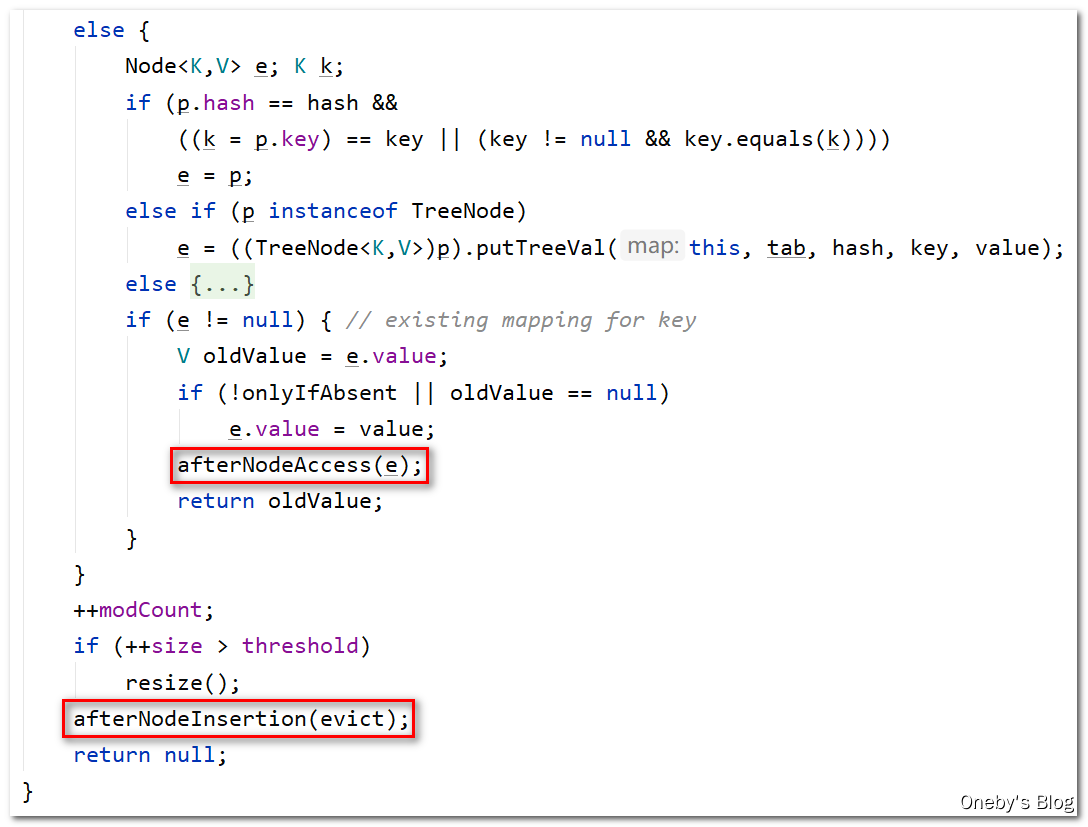 else {
Node<K,V> e; K k;
if (p.hash == hash &&
((k = p.key) == key || (key != null && key.equals(k))))
e = p;
else if (p instanceof TreeNode)
e = ((TreeNode<K,V>)p).putTreeVal( map: this, tab, hash, key, value);
else {...}
if (e != null) { // existing mapping for key
V oldValue = e.value;
if (!onlyIfAbsent || oldValue == null)
e.value = value;
afterNodeAccess(e);
return oldValue;
}
}
++modCount;
if (++size > threshold)
resize();
afterNodeInsertion(evict);
return null;
}
Oneby's Blog